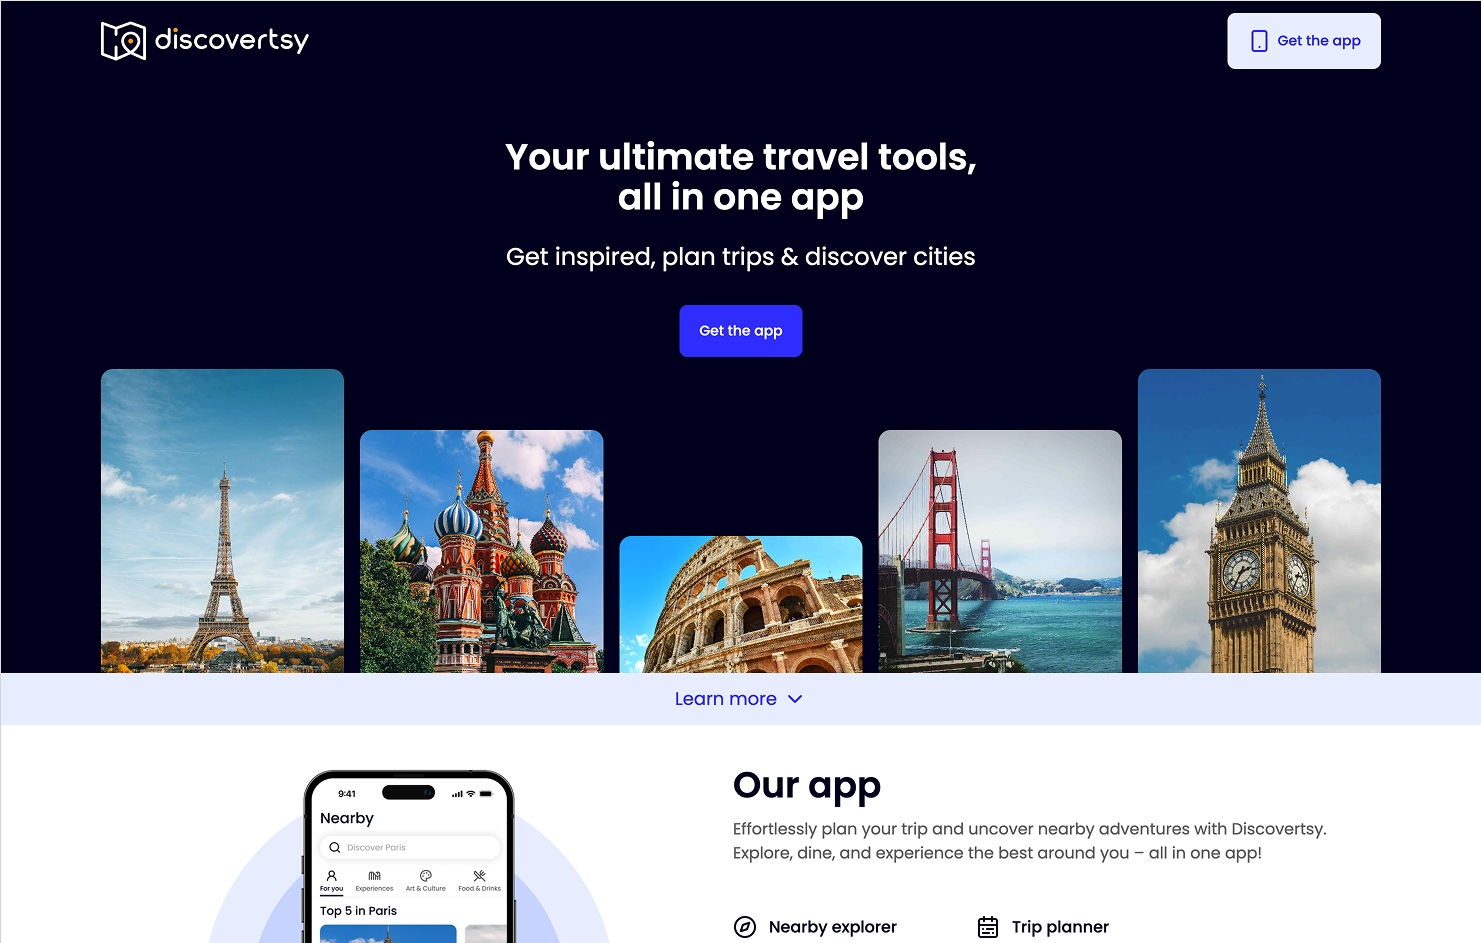 discovertsy
Get the app
Your ultimate travel tools,
all in one app
Get inspired, plan trips & discover cities
Get the app
Learn more
9:41
Nearby
Discover Paris
For you
Experiences
Art & Culture
Food & Drinks
Top 5 in Paris
Our app
Effortlessly plan your trip and uncover nearby adventures with Discovertsy.
Explore, dine, and experience the best around you – all in one app!
Nearby explorer
Trip planner